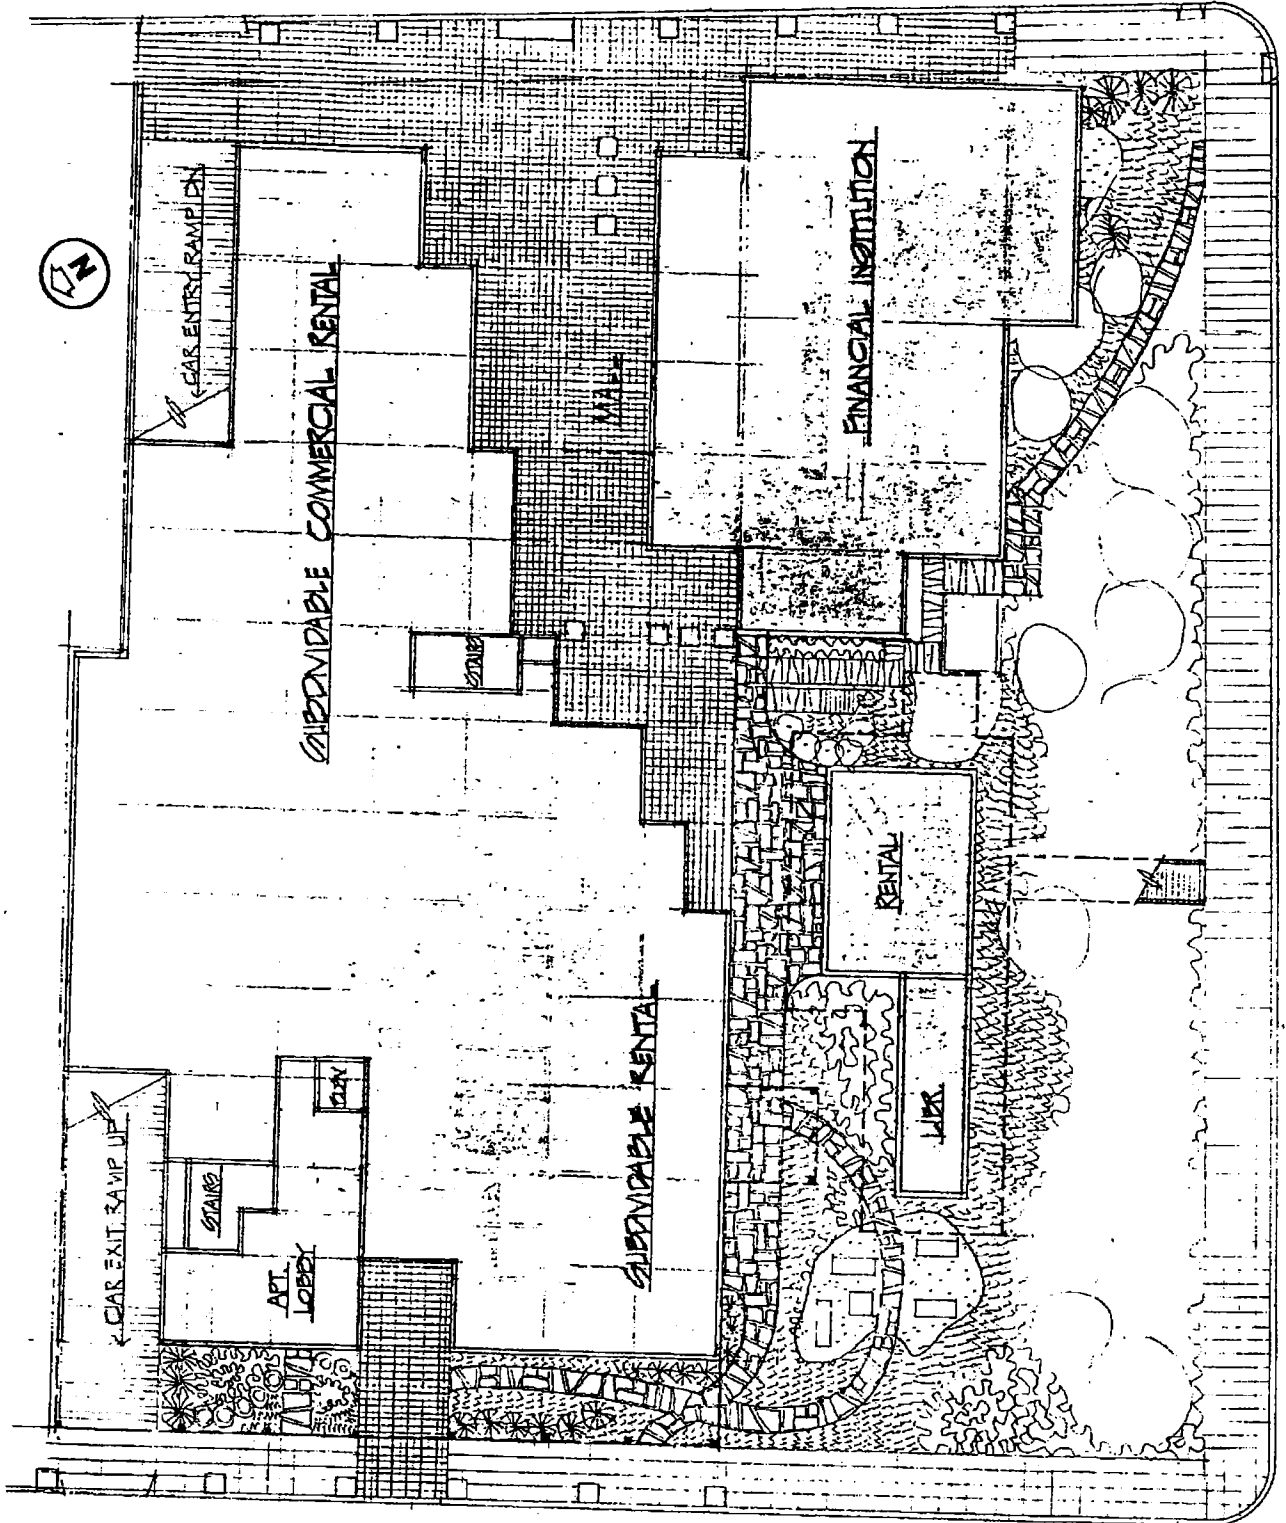 N
CAR ENTRY RAMP DN
SUBDIVIDABLE COMMERCIAL RENTAL
MALL
FINANCIAL INSTITUTION
STAIRS
RENTAL
SUBDIVIDABLE RENTAL
ELEV
CAR EXIT RAMP UP
STAIRS
APT
LOBBY